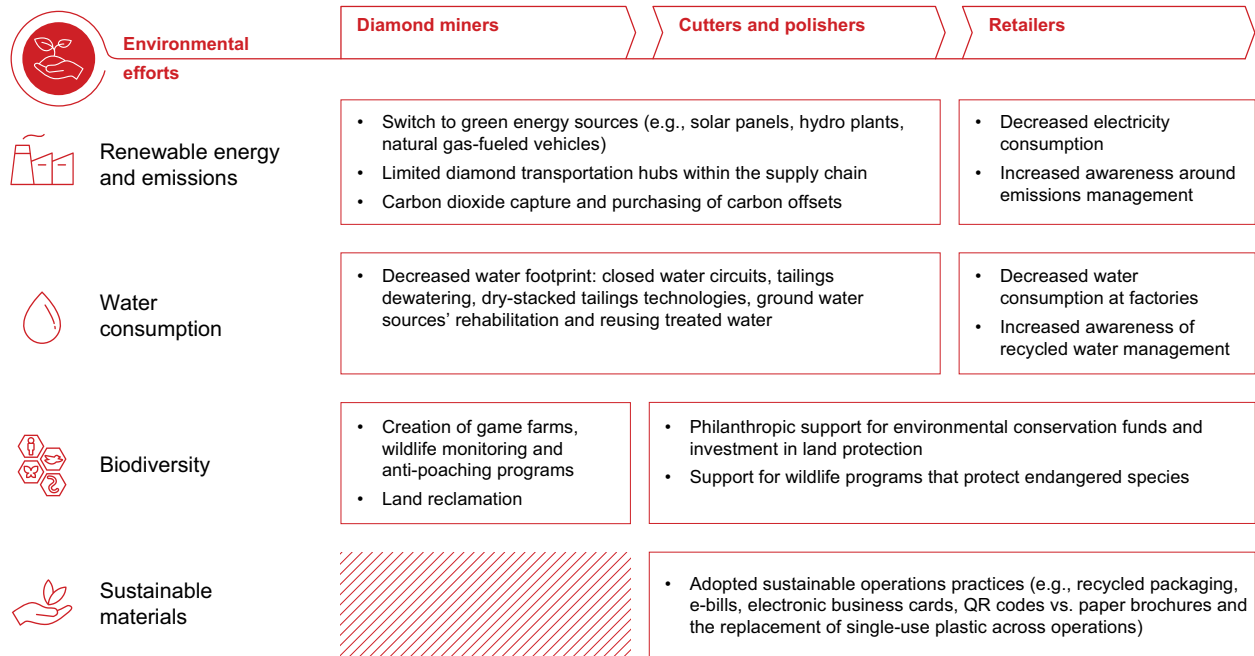 Environmental
efforts
Diamond miners
Cutters and polishers
Retailers
Renewable energy
and emissions
• Switch to green energy sources (e.g., solar panels, hydro plants,
natural gas-fueled vehicles)
• Limited diamond transportation hubs within the supply chain
• Carbon dioxide capture and purchasing of carbon offsets
• Decreased electricity
consumption
• Increased awareness around
emissions management
Water
consumption
• Decreased water footprint: closed water circuits, tailings
dewatering, dry-stacked tailings technologies, ground water
sources’ rehabilitation and reusing treated water
• Decreased water
consumption at factories
• Increased awareness of
recycled water management
Biodiversity
• Creation of game farms,
wildlife monitoring and
anti-poaching programs
• Land reclamation
• Philanthropic support for environmental conservation funds and
investment in land protection
• Support for wildlife programs that protect endangered species
Sustainable
materials
• Adopted sustainable operations practices (e.g., recycled packaging,
e-bills, electronic business cards, QR codes vs. paper brochures and
the replacement of single-use plastic across operations)